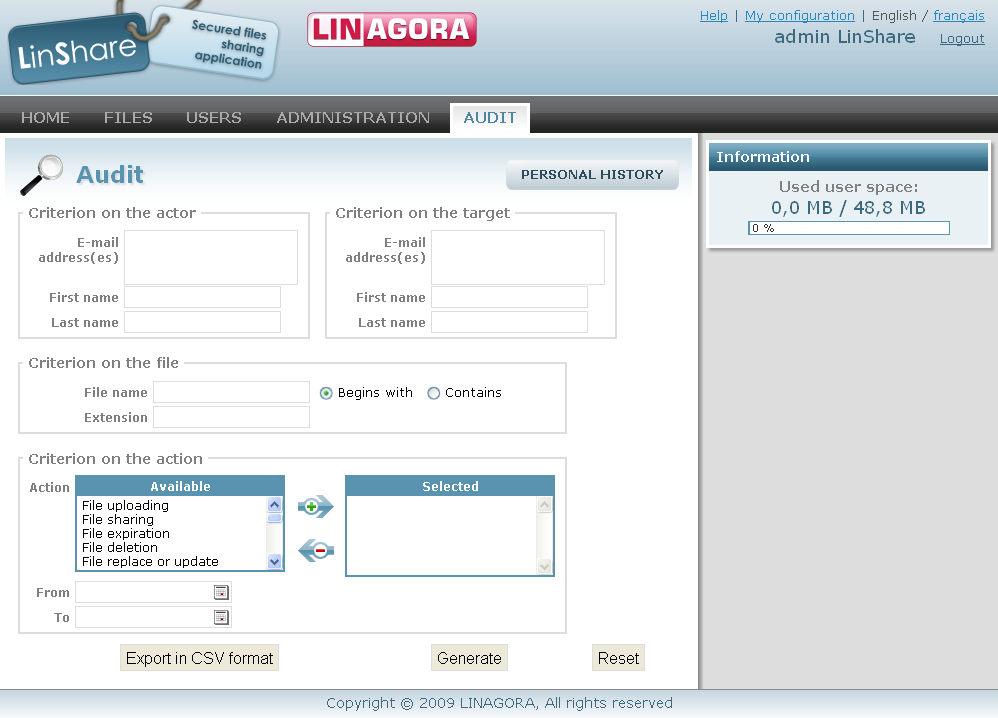 LinShare
Secured files
sharing
application
LINAGORA
Help | My configuration | English / français
admin LinShare Logout
HOME FILES USERS ADMINISTRATION AUDIT
Audit
PERSONAL HISTORY
Information
Used user space:
0,0 MB / 48,8 MB
0 %
Criterion on the actor
E-mail
address(es)
First name
Last name
Criterion on the target
E-mail
address(es)
First name
Last name
Criterion on the file
File name Begins with Contains
Extension
Criterion on the action
Action Available Selected
File uploading
File sharing
File expiration
File deletion
File replace or update
From
To
Export in CSV format Generate Reset
Copyright © 2009 LINAGORA, All rights reserved